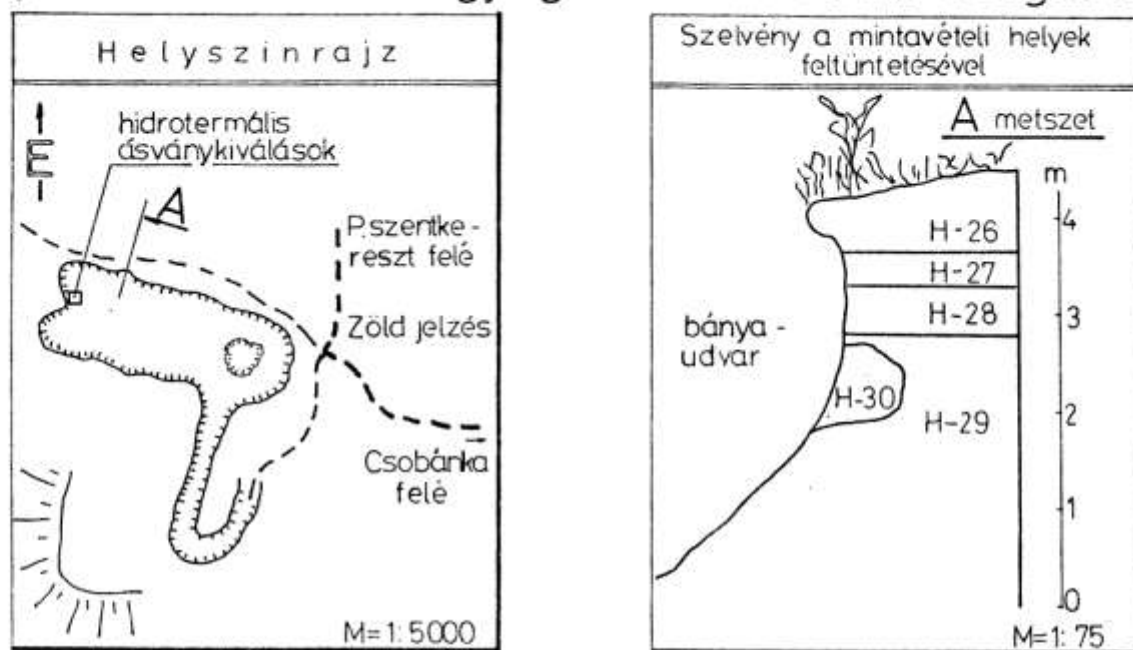 Helyszínrajz
E
hidrotermális
ásványkiválások
A
P.szentke-
reszt felé
Zöld jelzés
Csobánka
felé
M=1:5000
Szelvény a mintavételi helyek
feltüntetésével
A metszet
m
4
H-26
H-27
H-28
3
bánya-
udvar
H-30
2
H-29
1
0
M=1:75